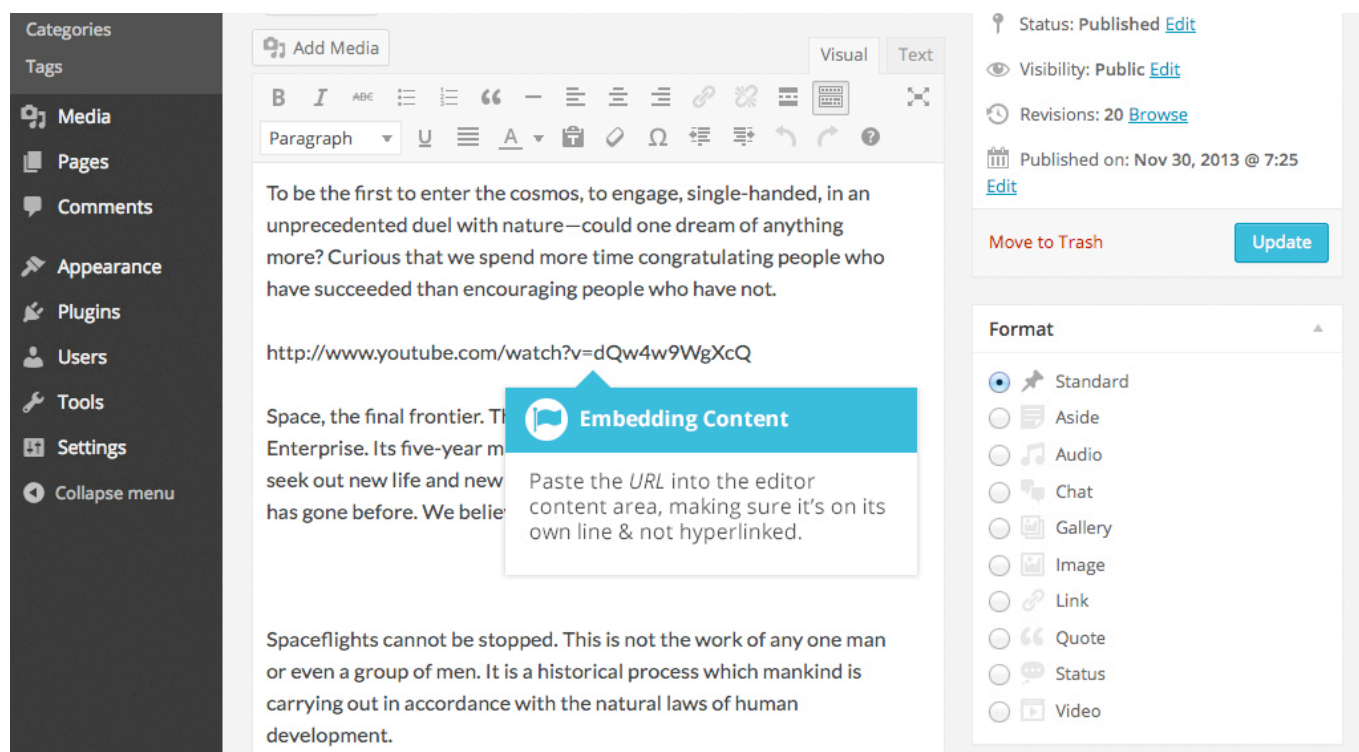 Categories
Tags
Media
Pages
Comments
Appearance
Plugins
Users
Tools
Settings
Collapse menu
Add Media
Visual Text
B I ABC
Paragraph U A T Ω ?
To be the first to enter the cosmos, to engage, single-handed, in an
unprecedented duel with nature—could one dream of anything
more? Curious that we spend more time congratulating people who
have succeeded than encouraging people who have not.
http://www.youtube.com/watch?v=dQw4w9WgXcQ
Space, the final frontier.
Enterprise. Its five-year
seek out new life and new
has gone before. We
Embedding Content
Paste the URL into the editor
content area, making sure it's on its
own line & not hyperlinked.
Spaceflights cannot be stopped. This is not the work of any one man
or even a group of men. It is a historical process which mankind is
carrying out in accordance with the natural laws of human
development.
Status: Published Edit
Visibility: Public Edit
Revisions: 20 Browse
Published on: Nov 30, 2013 @ 7:25
Edit
Move to Trash
Update
Format
Standard
Aside
Audio
Chat
Gallery
Image
Link
Quote
Status
Video